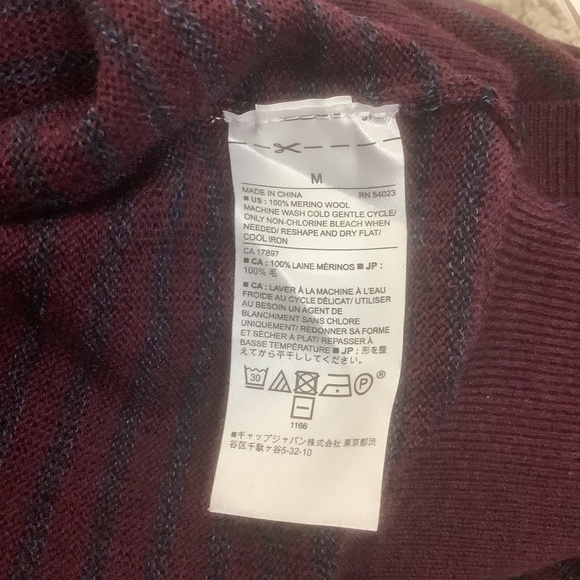 M
MADE IN CHINA RN 54023
■ US : 100% MERINO WOOL
MACHINE WASH COLD GENTLE CYCLE/
ONLY NON-CHLORINE BLEACH WHEN
NEEDED/ RESHAPE AND DRY FLAT/
COOL IRON
CA 17897
■ CA : 100% LAINE MÉRINOS ■ JP :
100% 毛
■ CA : LAVER À LA MACHINE À L'EAU
FROIDE AU CYCLE DÉLICAT/ UTILISER
AU BESOIN UN AGENT DE
BLANCHIMENT SANS CHLORE
UNIQUEMENT/ REDONNER SA FORME
ET SÉCHER À PLAT/ REPASSER À
BASSE TEMPÉRATURE ■ JP : 形を整
えてから平干ししてください。
30 P ®
1166
■ギャップジャパン株式会社 東京都渋
谷区千駄ヶ谷5-32-10